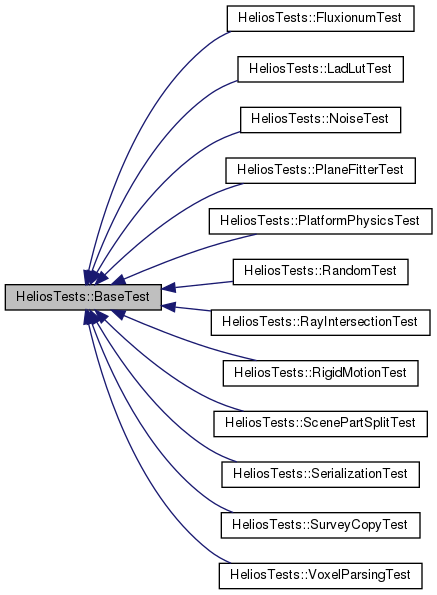 HeliosTests::FluxionumTest
HeliosTests::LadLutTest
HeliosTests::NoiseTest
HeliosTests::PlaneFitterTest
HeliosTests::PlatformPhysicsTest
HeliosTests::BaseTest
HeliosTests::RandomTest
HeliosTests::RayIntersectionTest
HeliosTests::RigidMotionTest
HeliosTests::ScenePartSplitTest
HeliosTests::SerializationTest
HeliosTests::SurveyCopyTest
HeliosTests::VoxelParsingTest